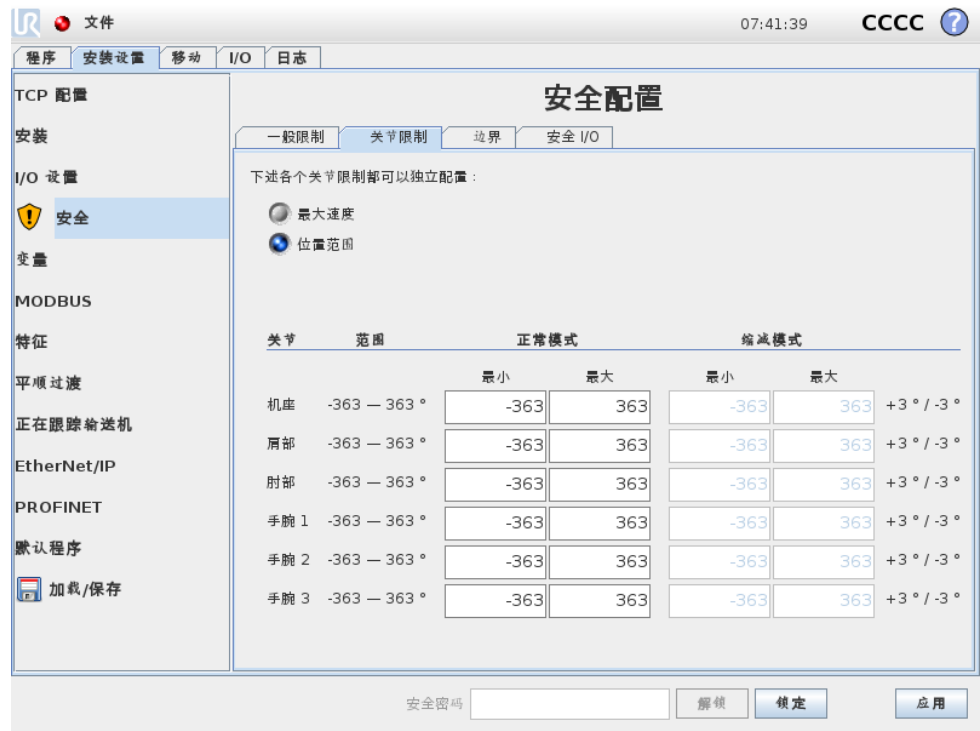 UR 文件 07:41:39 CCCC ?
程序 安装设置 移动 I/O 日志
TCP 配置
安装
I/O 设置
安全
变量
MODBUS
特征
平顺过渡
正在跟踪输送机
EtherNet/IP
PROFINET
默认程序
加载/保存
安全配置
一般限制 关节限制 边界 安全 I/O
下述各个关节限制都可以独立配置：
最大速度
位置范围
关节 范围 正常模式 缩减模式
最小 最大 最小 最大
机座 -363 — 363 ° -363 363 -363 363 +3 ° / -3 °
肩部 -363 — 363 ° -363 363 -363 363 +3 ° / -3 °
肘部 -363 — 363 ° -363 363 -363 363 +3 ° / -3 °
手腕 1 -363 — 363 ° -363 363 -363 363 +3 ° / -3 °
手腕 2 -363 — 363 ° -363 363 -363 363 +3 ° / -3 °
手腕 3 -363 — 363 ° -363 363 -363 363 +3 ° / -3 °
安全密码 解锁 锁定 应用